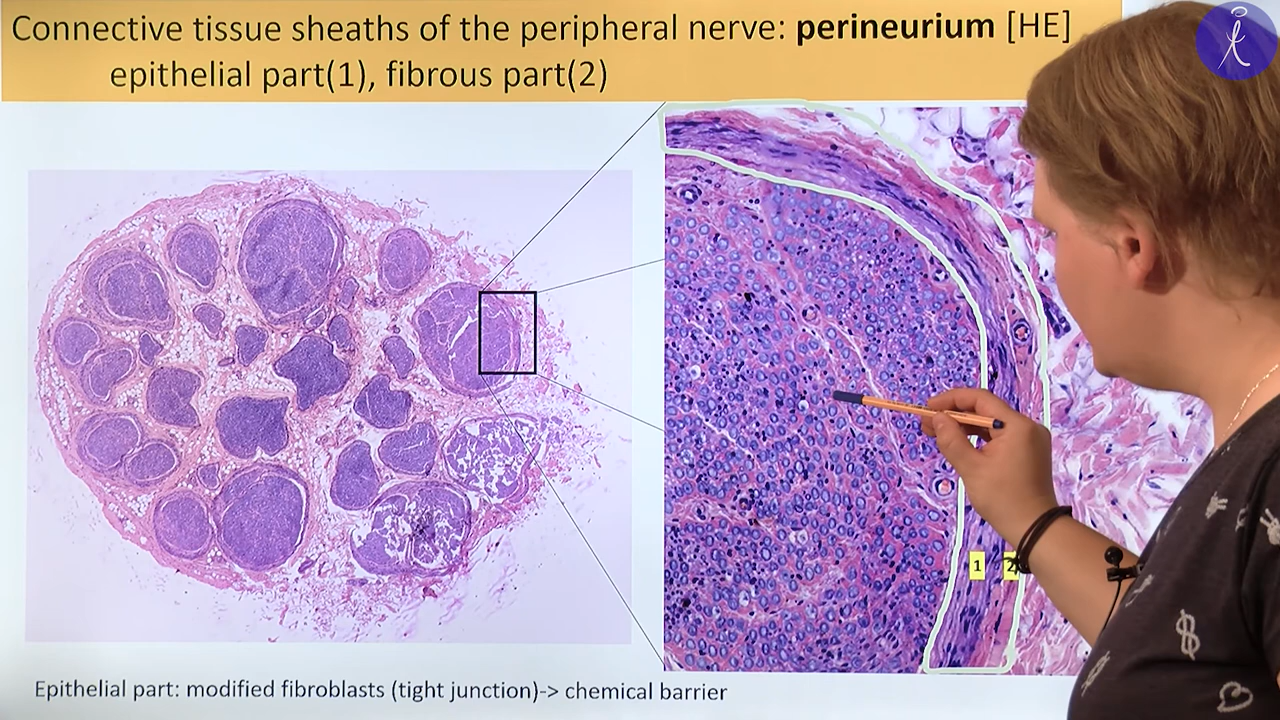 Connective tissue sheaths of the peripheral nerve: perineurium [HE]
epithelial part(1), fibrous part(2)
1 2
Epithelial part: modified fibroblasts (tight junction)-> chemical barrier